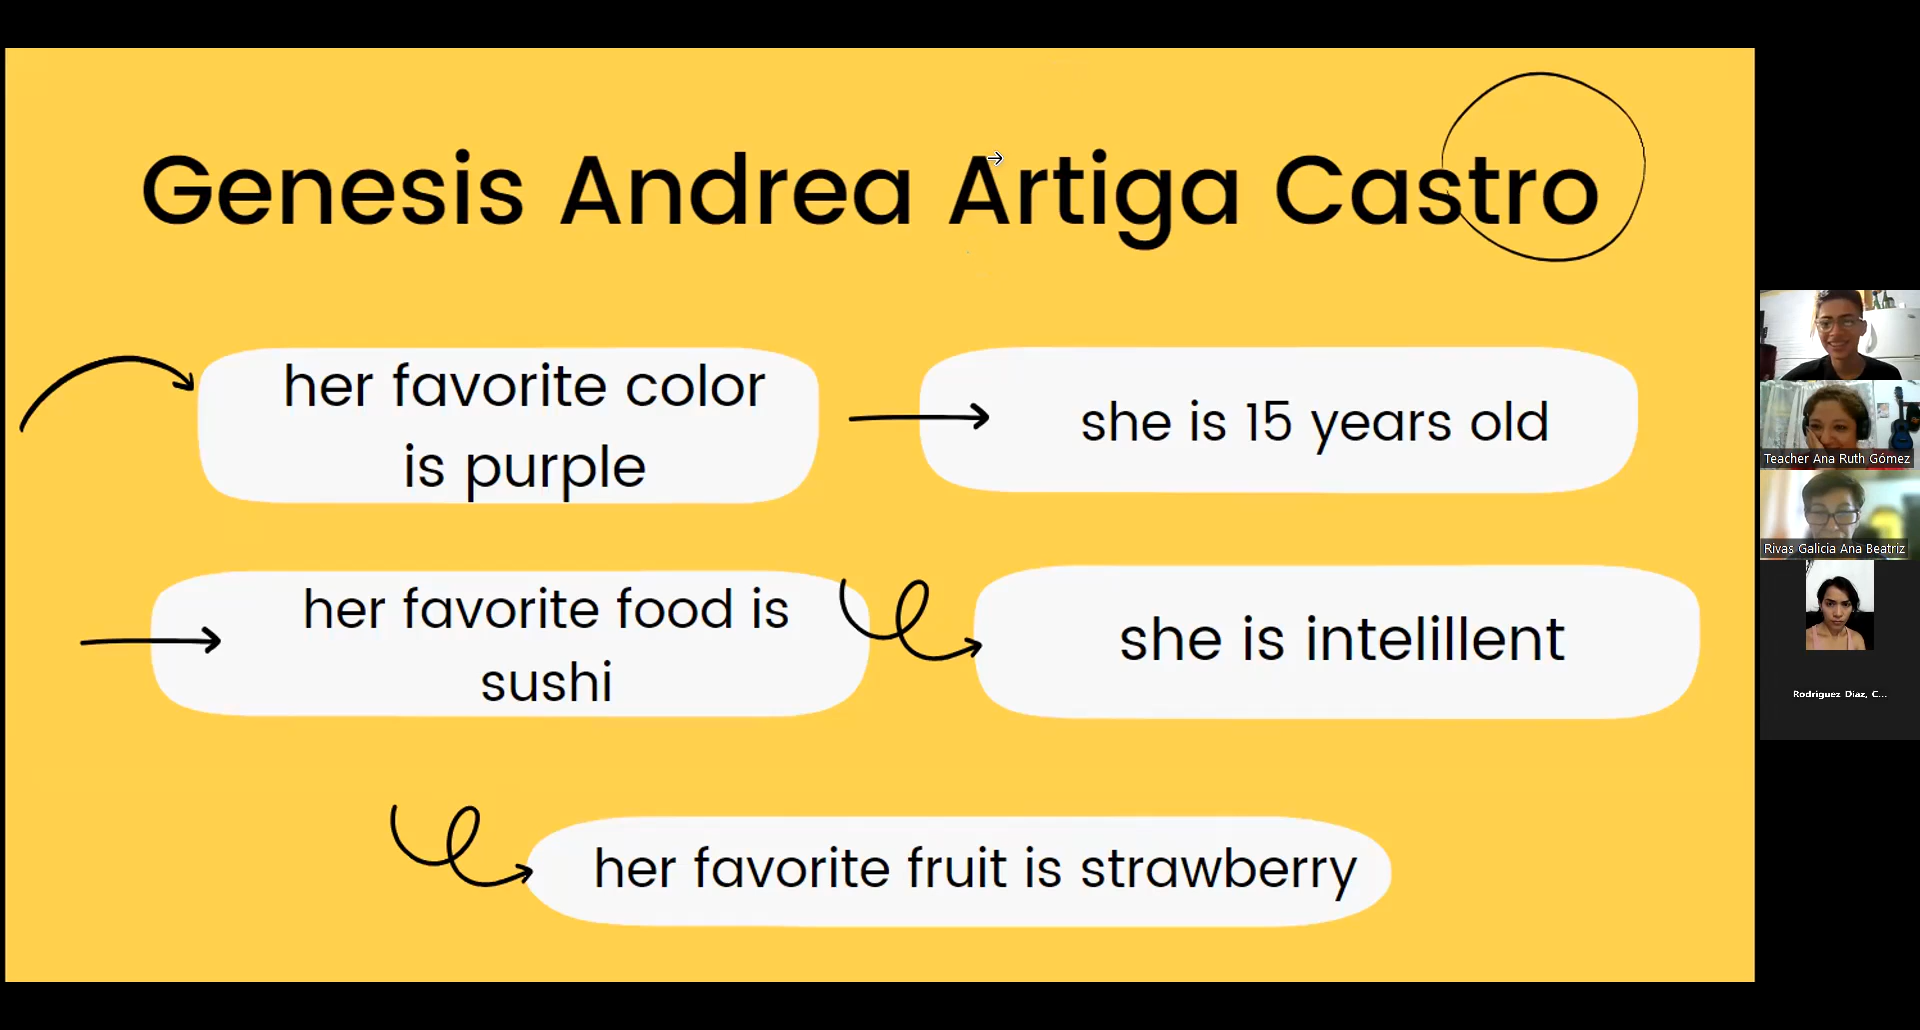 Genesis Andrea Artiga Castro
her favorite color
is purple
she is 15 years old
her favorite food is
sushi
she is intelillent
her favorite fruit is strawberry
Teacher Ana Ruth Gómez
Rivas Galicia Ana Beatriz
Rodriguez Diaz, C...